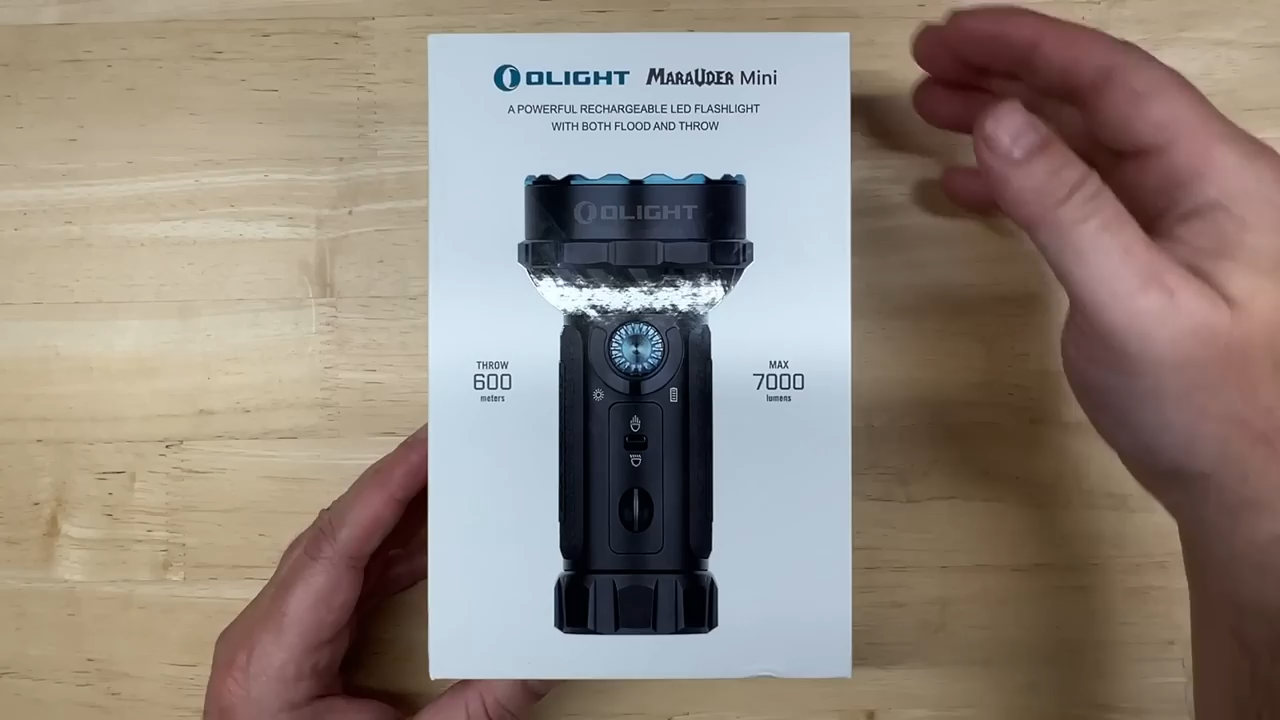 OLIGHT MARAUDER Mini
A POWERFUL RECHARGEABLE LED FLASHLIGHT
WITH BOTH FLOOD AND THROW
OLIGHT
THROW
600
meters
MAX
7000
lumens